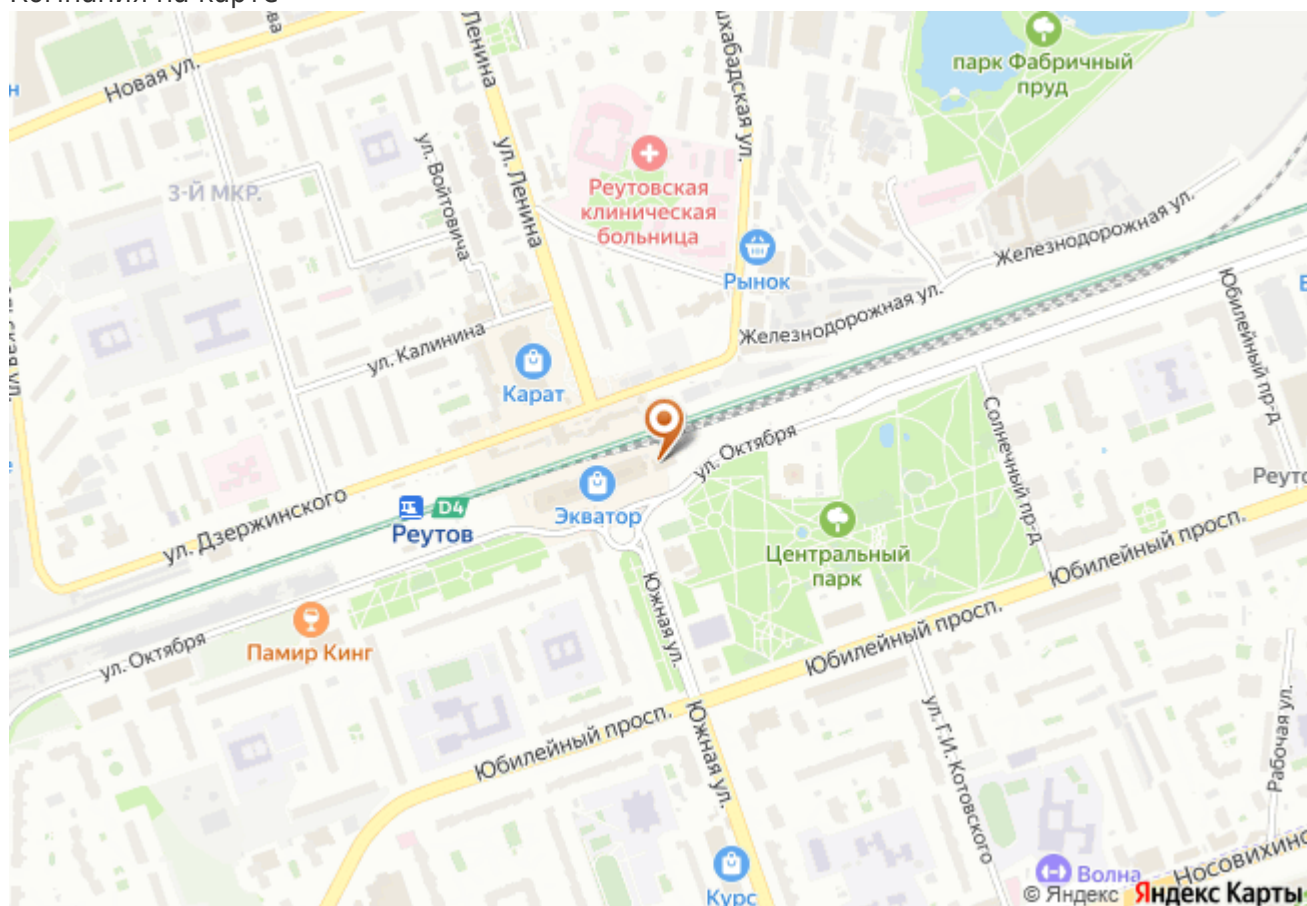 Компания на карте
Новая ул.
Ленина
ул. Ленина
ул. Войтовича
3-Й МКР.
Реутовская
клиническая
больница
парк Фабричный
пруд
Рынок
Железнодорожная ул.
Железнодорожная ул.
ул. Калинина
Карат
Юбилейный пр-д
ул. Октября
Солнечный пр-д
ул. Дзержинского
D4
Реутов
Экватор
Центральный
парк
Юбилейный просп.
Южная ул.
Юбилейный просп.
ул. Октября
Памир Кинг
Юбилейный просп.
Южная ул.
ул. Г.И. Котовского
Рабочая ул.
Курс
Волна
© Яндекс Яндекс Карты